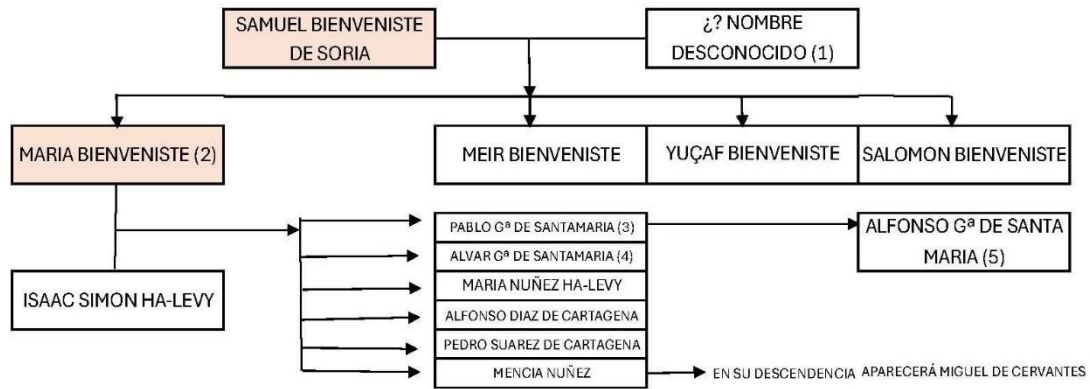 SAMUEL BIENVENISTE
DE SORIA
¿? NOMBRE
DESCONOCIDO (1)
MARIA BIENVENISTE (2)
MEIR BIENVENISTE
YUÇAF BIENVENISTE
SALOMON BIENVENISTE
ISAAC SIMON HA-LEVY
PABLO Gª DE SANTAMARIA (3)
ALVAR Gª DE SANTAMARIA (4)
MARIA NUÑEZ HA-LEVY
ALFONSO DIAZ DE CARTAGENA
PEDRO SUAREZ DE CARTAGENA
MENCIA NUÑEZ
ALFONSO Gª DE SANTA
MARIA (5)
EN SU DESCENDENCIA APARECERÁ MIGUEL DE CERVANTES